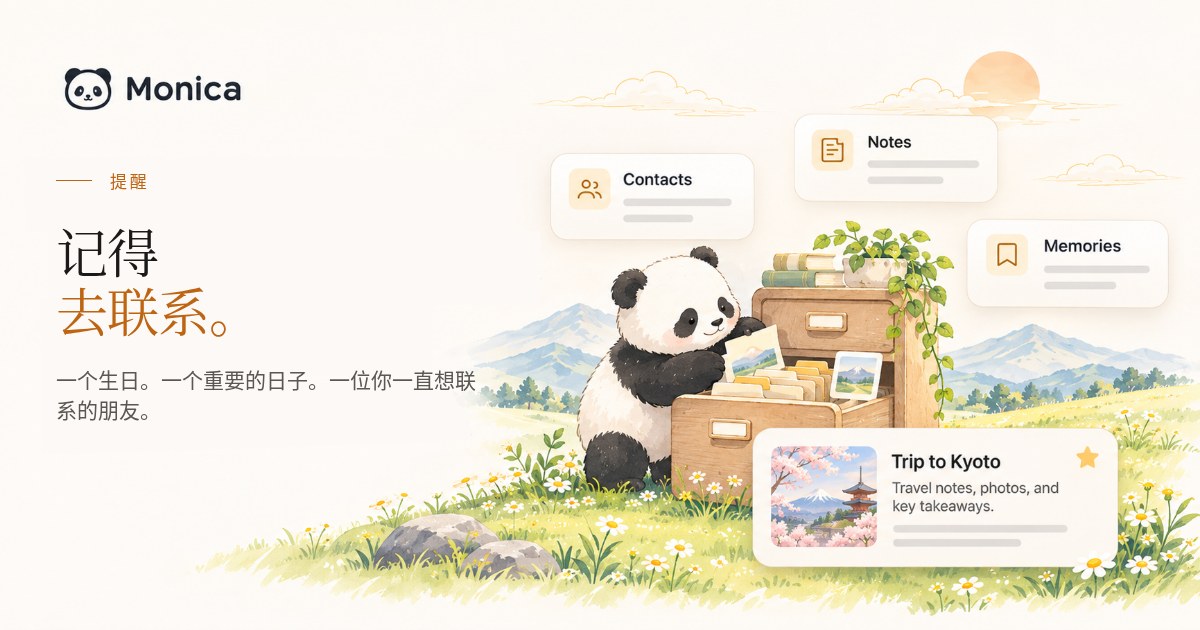 Monica
提醒
记得
去联系。
一个生日。一个重要的日子。一位你一直想联
系的朋友。
Contacts
Notes
Memories
Trip to Kyoto
Travel notes, photos, and
key takeaways.